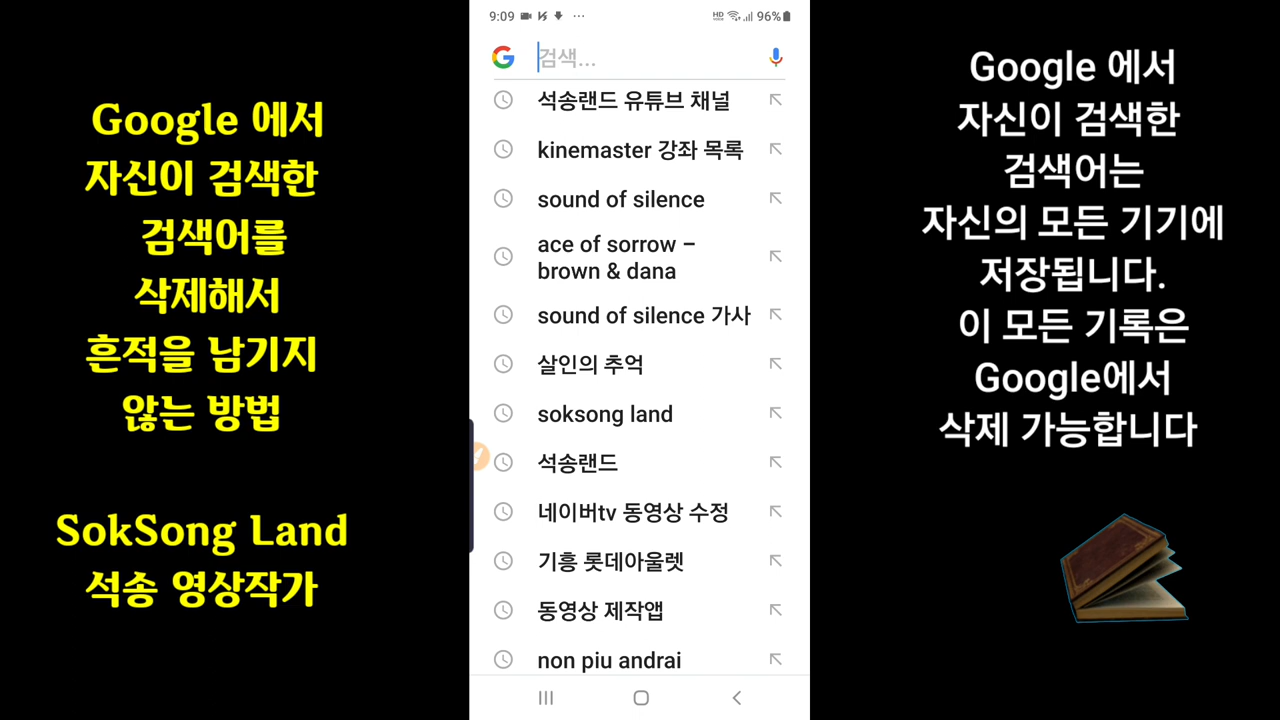 Google 에서
자신이 검색한
검색어를
삭제해서
흔적을 남기지
않는 방법
SokSong Land
석송 영상작가
9:09
HD
VOICE
96%
검색...
석송랜드 유튜브 채널
kinemaster 강좌 목록
sound of silence
ace of sorrow –
brown & dana
sound of silence 가사
살인의 추억
soksong land
석송랜드
네이버tv 동영상 수정
기흥 롯데아울렛
동영상 제작앱
non piu andrai
Google 에서
자신이 검색한
검색어는
자신의 모든 기기에
저장됩니다.
이 모든 기록은
Google에서
삭제 가능합니다